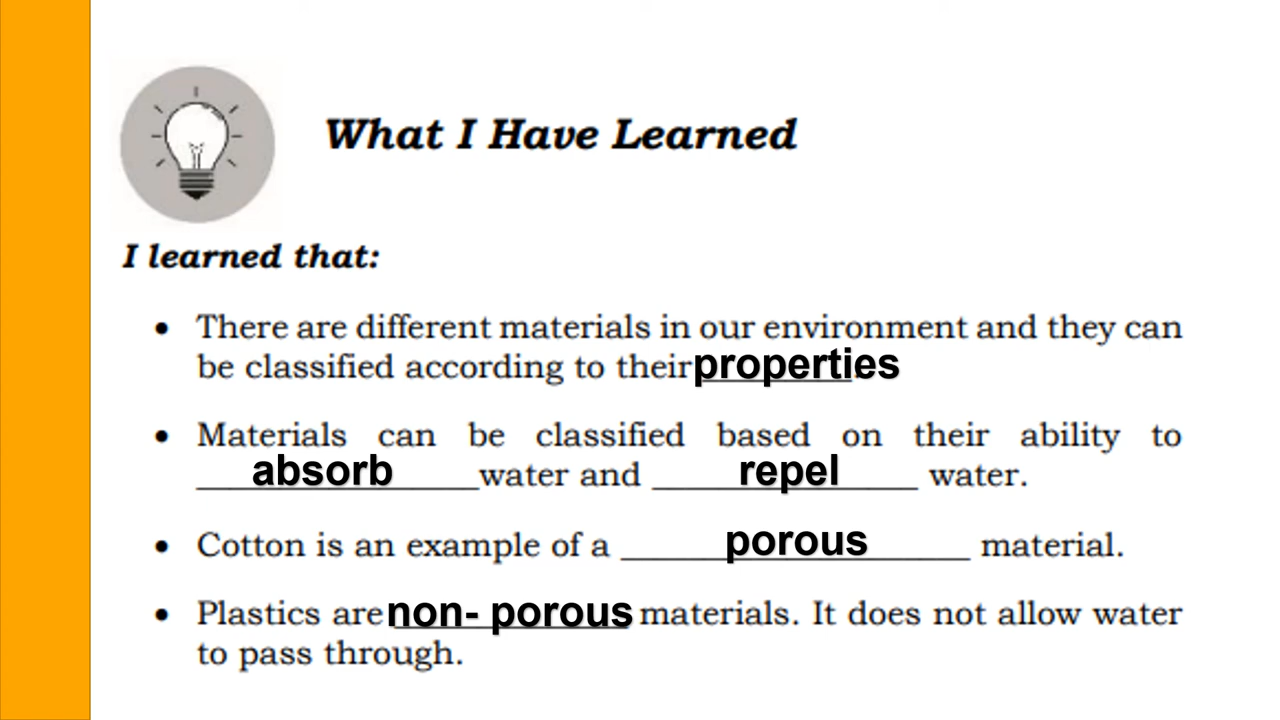 What I Have Learned
I learned that:
• There are different materials in our environment and they can
be classified according to their properties
• Materials can be classified based on their ability to
absorb water and repel water.
• Cotton is an example of a porous material.
• Plastics are non- porous materials. It does not allow water
to pass through.